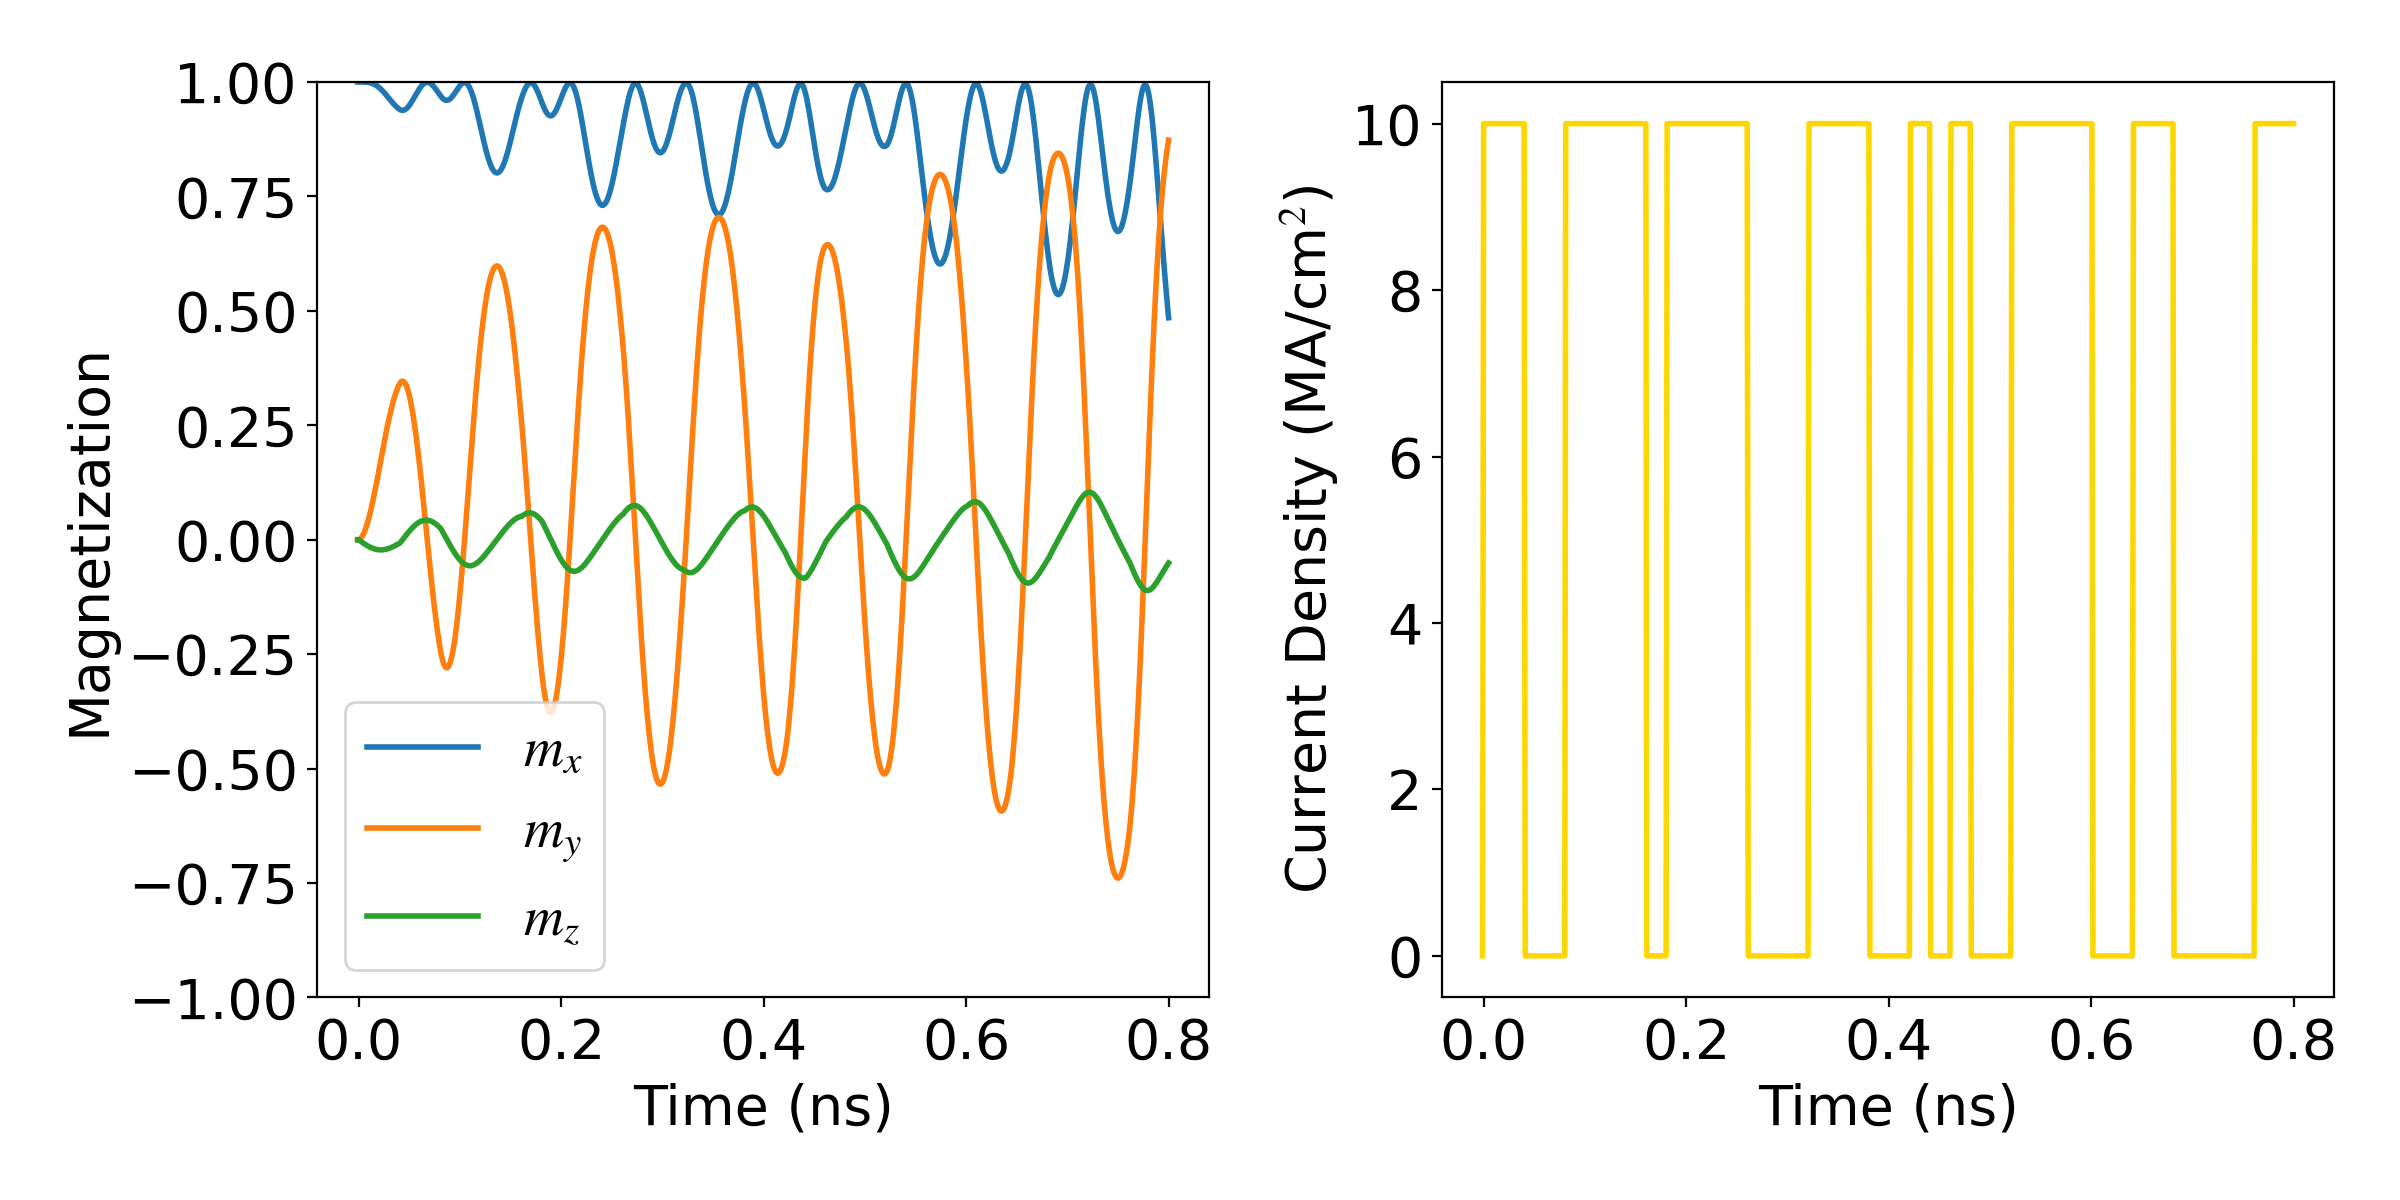 1.00
0.75
0.50
0.25
0.00
−0.25
−0.50
−0.75
−1.00
Magnetization
m_x
m_y
m_z
0.0 0.2 0.4 0.6 0.8
Time (ns)
10
8
6
4
2
0
Current Density (MA/cm²)
0.0 0.2 0.4 0.6 0.8
Time (ns)